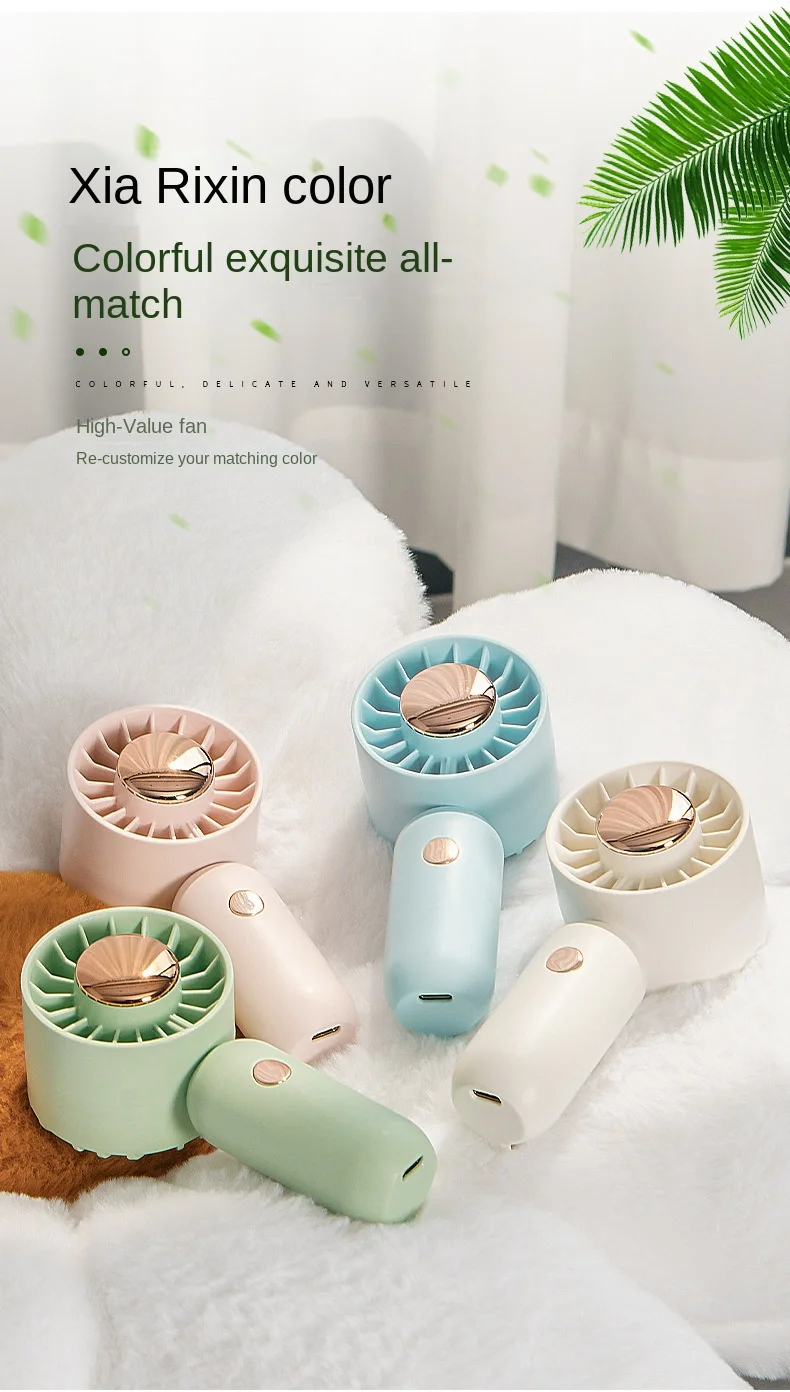 Xia Rixin color
Colorful exquisite all-
match
COLORFUL, DELICATE AND VERSATILE
High-Value fan
Re-customize your matching color